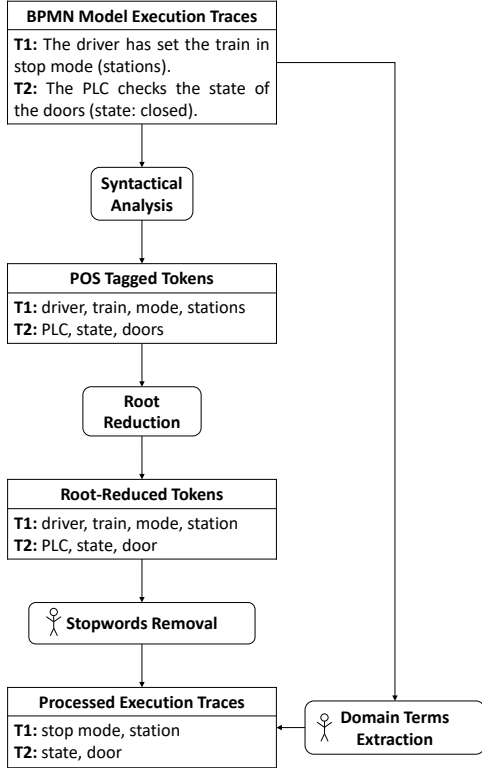 BPMN Model Execution Traces
T1: The driver has set the train in
stop mode (stations).
T2: The PLC checks the state of
the doors (state: closed).
Syntactical
Analysis
POS Tagged Tokens
T1: driver, train, mode, stations
T2: PLC, state, doors
Root
Reduction
Root-Reduced Tokens
T1: driver, train, mode, station
T2: PLC, state, door
Stopwords Removal
Processed Execution Traces
T1: stop mode, station
T2: state, door
Domain Terms
Extraction